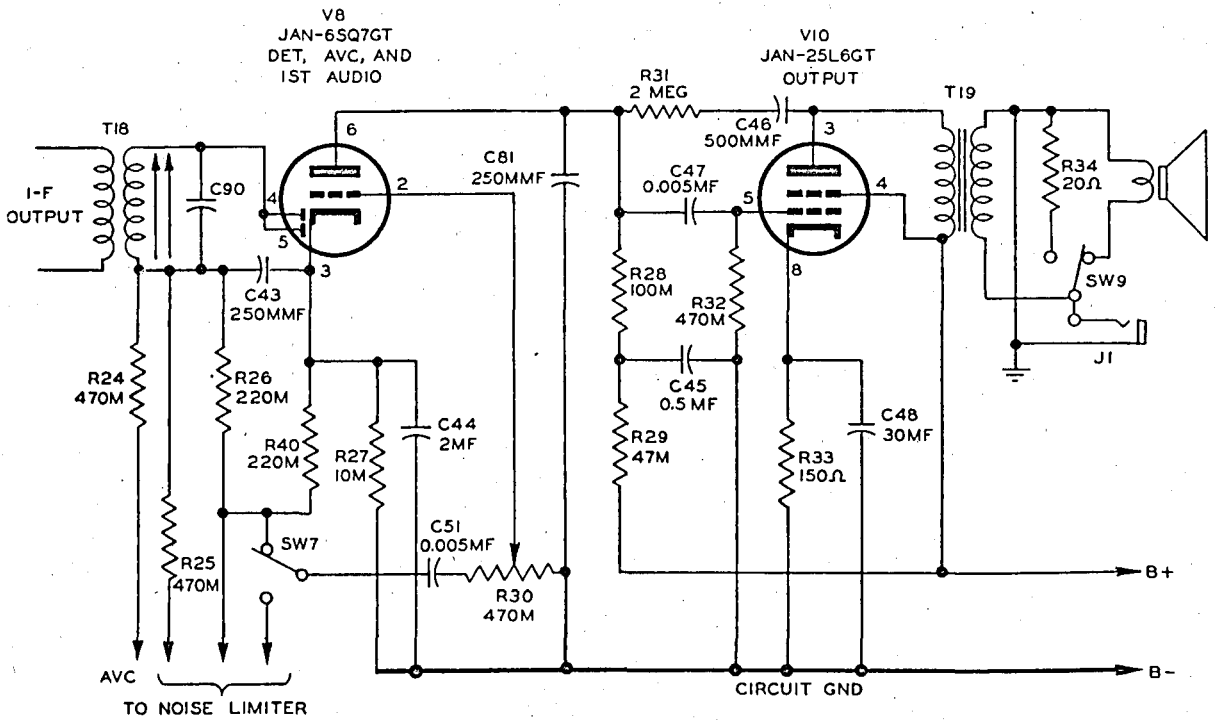 V8
JAN-6SQ7GT
DET, AVC, AND
1ST AUDIO
V10
JAN-25L6GT
OUTPUT
R31
2 MEG
T19
6
C46
500MMF
3
T18
C81
250MMF
C47
0.005MF
R34
20Ω
I-F
OUTPUT
C90
4
5
2
5
4
3
C43
250MMF
8
SW9
R28
100M
R32
470M
J1
R24
470M
R26
220M
C45
0.5MF
C44
2MF
C48
30MF
R40
220M
R27
10M
R29
47M
R33
150Ω
SW7
C51
0.005MF
R25
470M
R30
470M
B+
AVC
B-
CIRCUIT GND
TO NOISE LIMITER